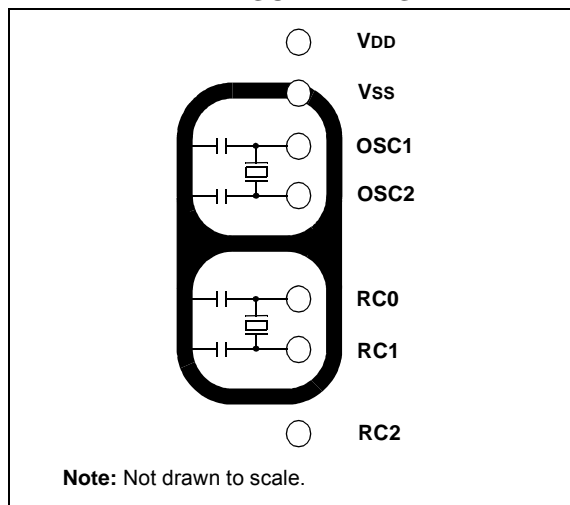 VDD
VSS
OSC1
OSC2
RC0
RC1
RC2
Note: Not drawn to scale.